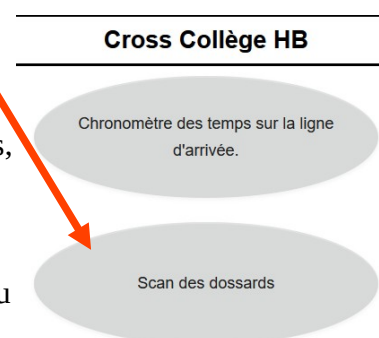 Cross Collège HB
Chronomètre des temps sur la ligne
d'arrivée.
s,
Scan des dossards
u